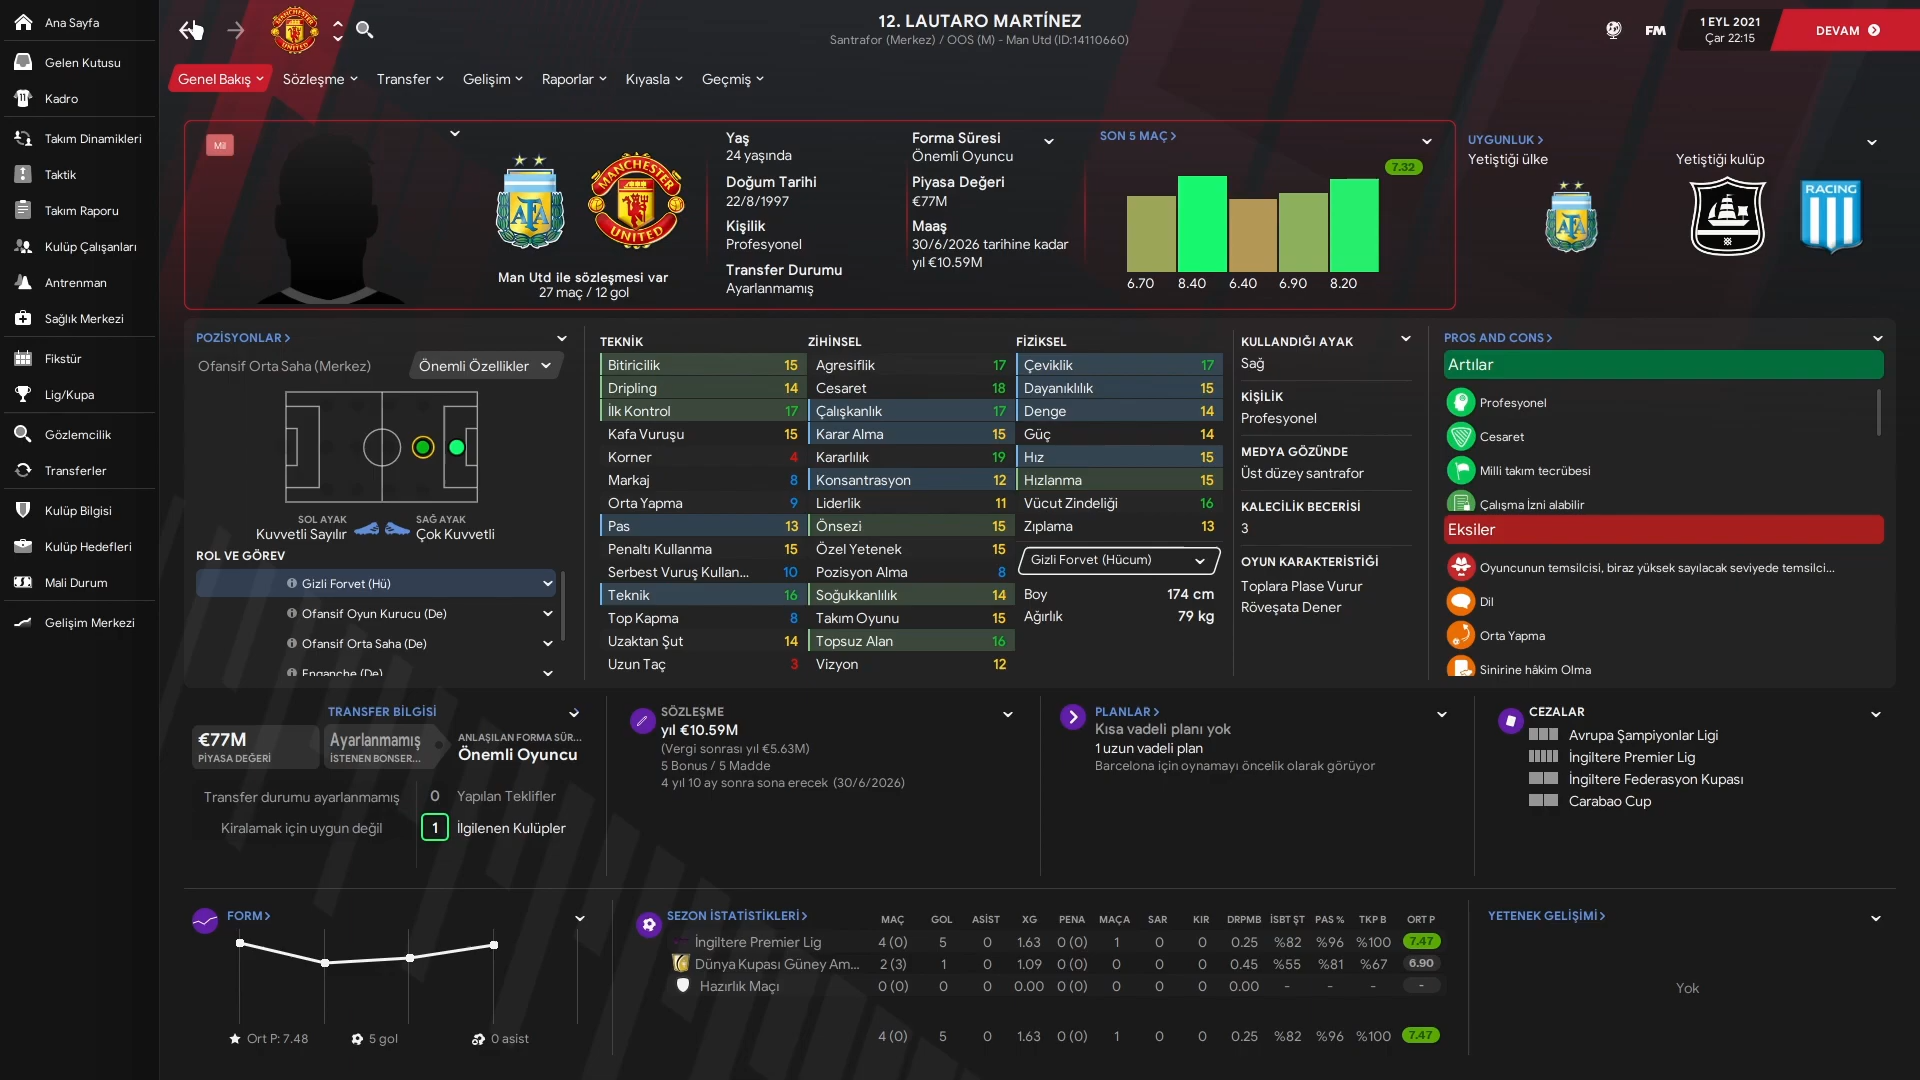 Ana Sayfa
Gelen Kutusu
Kadro
Takım Dinamikleri
Taktik
Takım Raporu
Kulüp Çalışanları
Antrenman
Sağlık Merkezi
Fikstür
Lig/Kupa
Gözlemcilik
Transferler
Kulüp Bilgisi
Kulüp Hedefleri
Mali Durum
Gelişim Merkezi
12. LAUTARO MARTÍNEZ
Santrafor (Merkez) / OOS (M) - Man Utd (ID:14110660)
FM
1 EYL 2021
Çar 22:15
DEVAM
Genel Bakış
Sözleşme
Transfer
Gelişim
Raporlar
Kıyasla
Geçmiş
Mil
MANCHESTER UNITED
AFA
Man Utd ile sözleşmesi var
27 maç / 12 gol
Yaş
24 yaşında
Doğum Tarihi
22/8/1997
Kişilik
Profesyonel
Transfer Durumu
Ayarlanmamış
Forma Süresi
Önemli Oyuncu
Piyasa Değeri
€77M
Maaş
30/6/2026 tarihine kadar
yıl €10.59M
SON 5 MAÇ
7.32
6.70 8.40 6.40 6.90 8.20
UYGUNLUK
Yetiştiği ülke
Yetiştiği kulüp
AFA
RACING
POZİSYONLAR
Ofansif Orta Saha (Merkez)
Önemli Özellikler
SOL AYAK
Kuvvetli Sayılır
SAĞ AYAK
Çok Kuvvetli
ROL VE GÖREV
Gizli Forvet (Hü)
Ofansif Oyun Kurucu (De)
Ofansif Orta Saha (De)
Enganche (De)
TEKNİK
Bitiricilik 15
Dripling 14
İlk Kontrol 17
Kafa Vuruşu 15
Korner 4
Markaj 8
Orta Yapma 9
Pas 13
Penaltı Kullanma 15
Serbest Vuruş Kullan... 10
Teknik 16
Top Kapma 8
Uzaktan Şut 14
Uzun Taç 3
ZİHİNSEL
Agresiflik 17
Cesaret 18
Çalışkanlık 17
Karar Alma 15
Kararlılık 19
Konsantrasyon 12
Liderlik 11
Önsezi 15
Özel Yetenek 15
Pozisyon Alma 8
Soğukkanlılık 14
Takım Oyunu 15
Topsuz Alan 16
Vizyon 12
FİZİKSEL
Çeviklik 17
Dayanıklılık 15
Denge 14
Güç 14
Hız 15
Hızlanma 15
Vücut Zindeliği 16
Zıplama 13
Gizli Forvet (Hücum)
Boy 174 cm
Ağırlık 79 kg
KULLANDIĞI AYAK
Sağ
KİŞİLİK
Profesyonel
MEDYA GÖZÜNDE
Üst düzey santrafor
KALECİLİK BECERİSİ
3
OYUN KARAKTERİSTİĞİ
Toplara Plase Vurur
Röveşata Dener
PROS AND CONS
Artılar
Profesyonel
Cesaret
Milli takım tecrübesi
Çalışma İzni alabilir
Eksiler
Oyuncunun temsilcisi, biraz yüksek sayılacak seviyede temsilci...
Dil
Orta Yapma
Sinirine hâkim Olma
TRANSFER BİLGİSİ
€77M
PİYASA DEĞERİ
Ayarlanmamış
İSTENEN BONSER...
ANLAŞILAN FORMA SÜR...
Önemli Oyuncu
Transfer durumu ayarlanmamış
Kiralamak için uygun değil
0 Yapılan Teklifler
1 İlgilenen Kulüpler
SÖZLEŞME
yıl €10.59M
(Vergi sonrası yıl €5.63M)
5 Bonus / 5 Madde
4 yıl 10 ay sonra sona erecek (30/6/2026)
PLANLAR
Kısa vadeli planı yok
1 uzun vadeli plan
Barcelona için oynamayı öncelik olarak görüyor
CEZALAR
Avrupa Şampiyonlar Ligi
İngiltere Premier Lig
İngiltere Federasyon Kupası
Carabao Cup
FORM
Ort P: 7.48
5 gol
0 asist
SEZON İSTATİSTİKLERİ MAÇ GOL ASİST XG PENA MAÇA SAR KIR DRPMB İSBT ŞT PAS % TKP B ORT P
İngiltere Premier Lig 4 (0) 5 0 1.63 0 (0) 1 0 0 0.25 %82 %96 %100 7.47
Dünya Kupası Güney Am... 2 (3) 1 0 1.09 0 (0) 0 0 0 0.45 %55 %81 %67 6.90
Hazırlık Maçı 0 (0) 0 0 0.00 0 (0) 0 0 0 0.00 - - - -
4 (0) 5 0 1.63 0 (0) 1 0 0 0.25 %82 %96 %100 7.47
YETENEK GELİŞİMİ
Yok